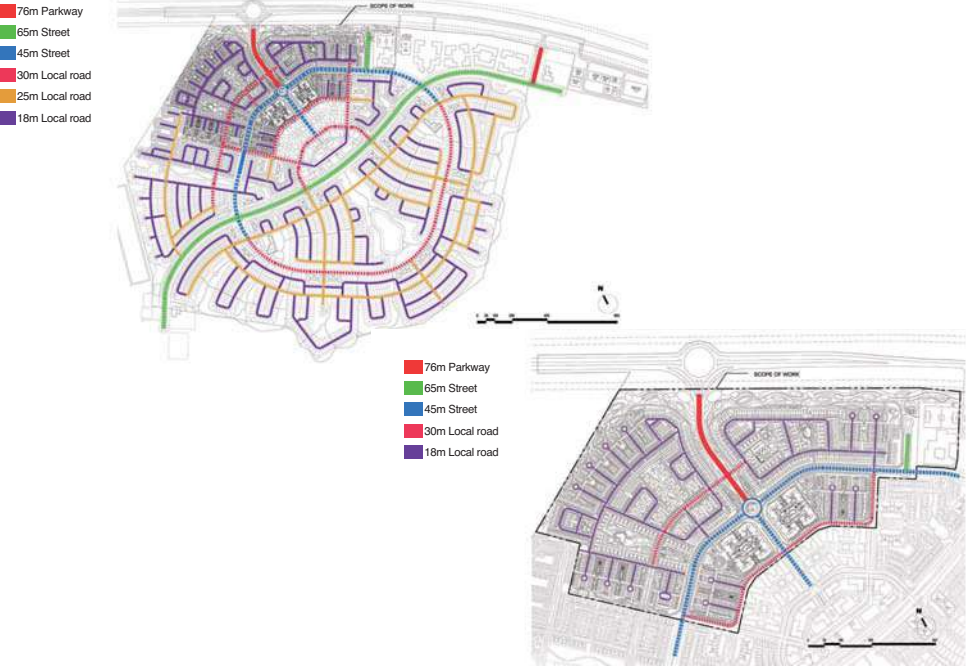 76m Parkway
65m Street
45m Street
30m Local road
25m Local road
18m Local road
SCOPE OF WORK
N
76m Parkway
65m Street
45m Street
30m Local road
18m Local road
SCOPE OF WORK
N